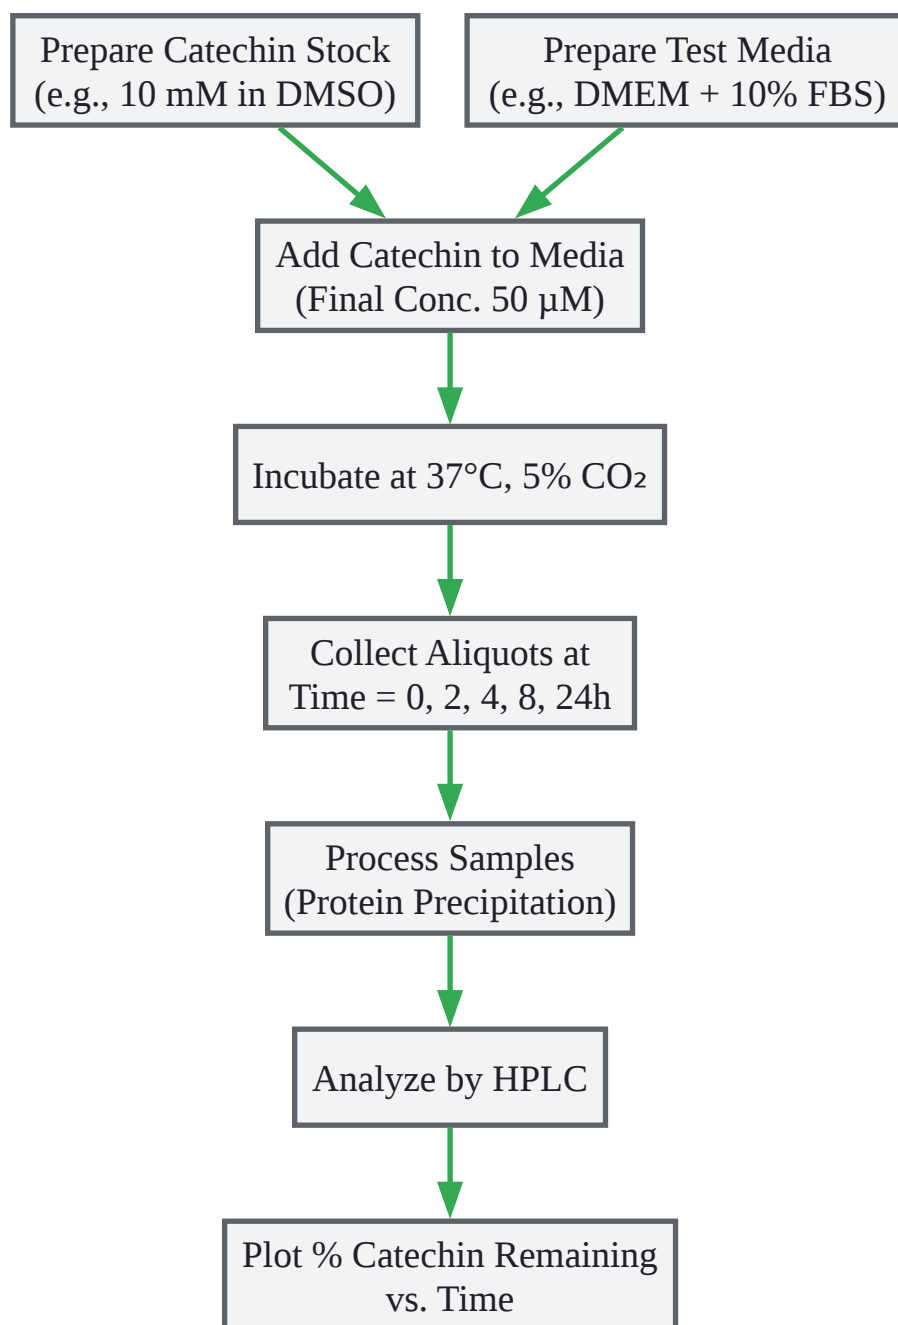 Prepare Catechin Stock
(e.g., 10 mM in DMSO)
Prepare Test Media
(e.g., DMEM + 10% FBS)
Add Catechin to Media
(Final Conc. 50 µM)
Incubate at 37°C, 5% CO₂
Collect Aliquots at
Time = 0, 2, 4, 8, 24h
Process Samples
(Protein Precipitation)
Analyze by HPLC
Plot % Catechin Remaining
vs. Time